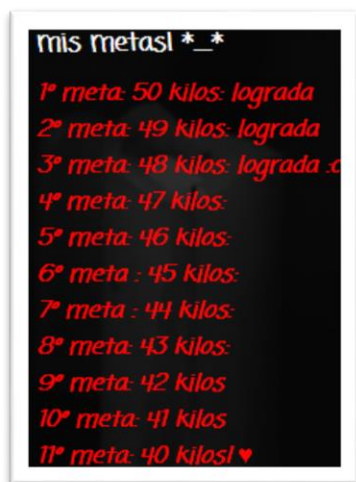 mis metas! *_*
1° meta: 50 kilos: lograda
2° meta: 49 kilos: lograda
3° meta: 48 kilos: lograda :c
4° meta: 47 kilos:
5° meta: 46 kilos:
6° meta : 45 kilos:
7° meta : 44 kilos:
8° meta: 43 kilos:
9° meta: 42 kilos
10° meta: 41 kilos
11° meta: 40 kilos! ♥